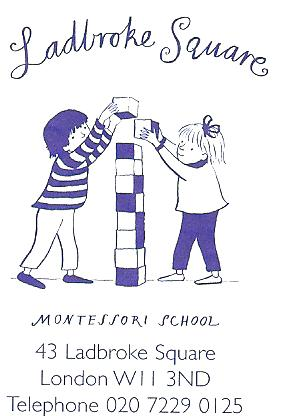 Ladbroke Square
MONTESSORI SCHOOL
43 Ladbroke Square
London W11 3ND
Telephone 020 7229 0125